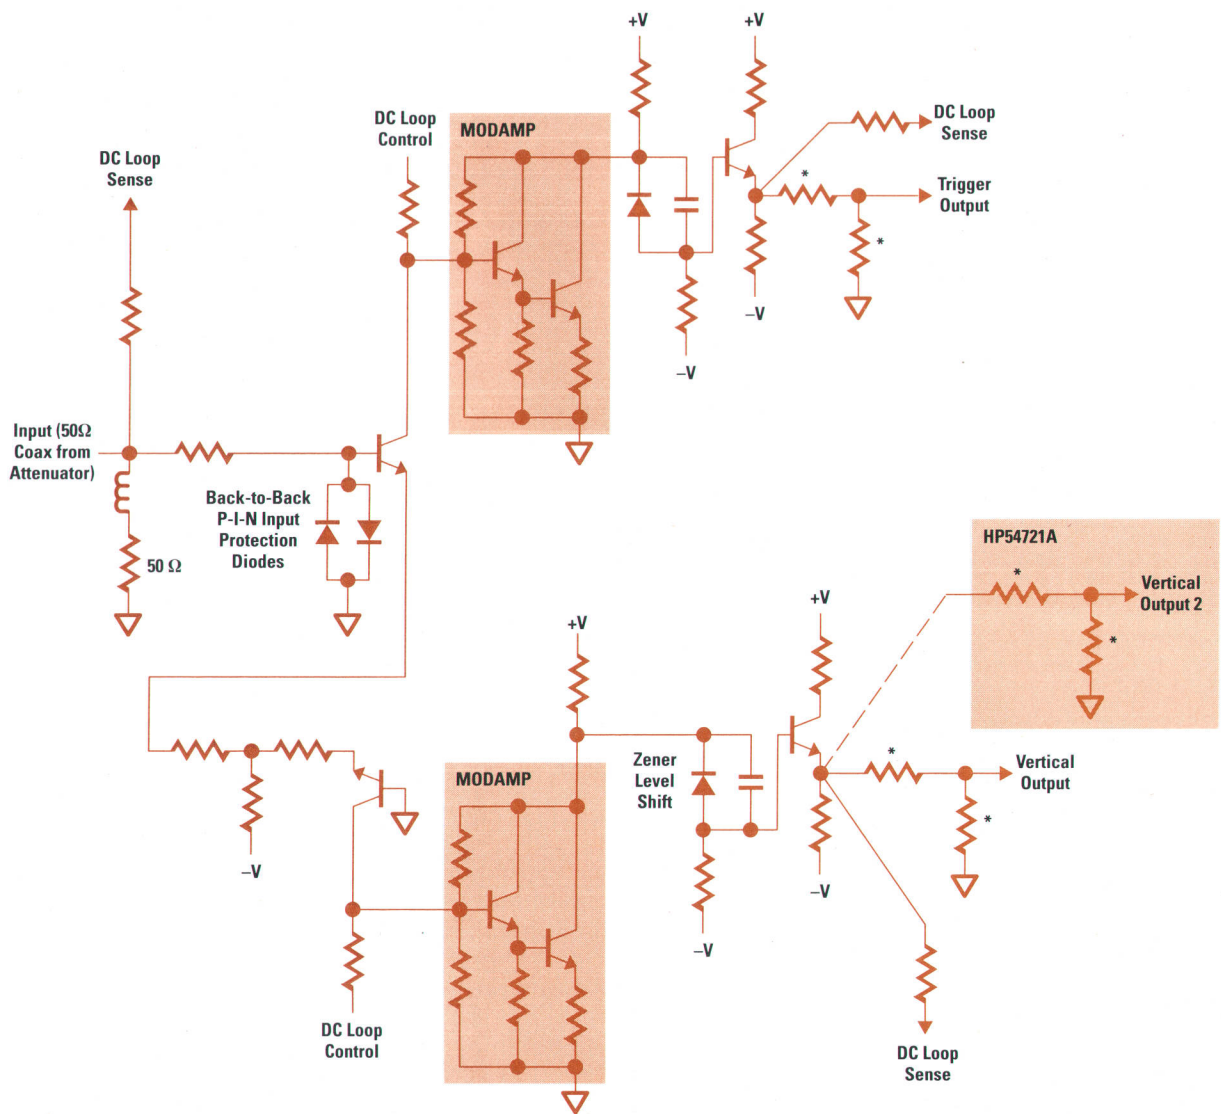 +V
+V
DC Loop
Control
MODAMP
DC Loop
Sense
DC Loop
Sense
*
Trigger
Output
*
−V
−V
Input (50Ω
Coax from
Attenuator)
Back-to-Back
P-I-N Input
Protection
Diodes
50 Ω
HP54721A
*
Vertical
Output 2
*
+V
+V
Zener
Level
Shift
*
Vertical
Output
*
MODAMP
−V
−V
−V
DC Loop
Control
DC Loop
Sense